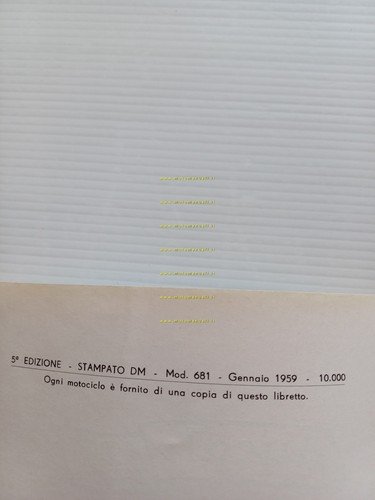 5ª EDIZIONE - STAMPATO DM - Mod. 681 - Gennaio 1959 - 10.000
Ogni motociclo è fornito di una copia di questo libretto.